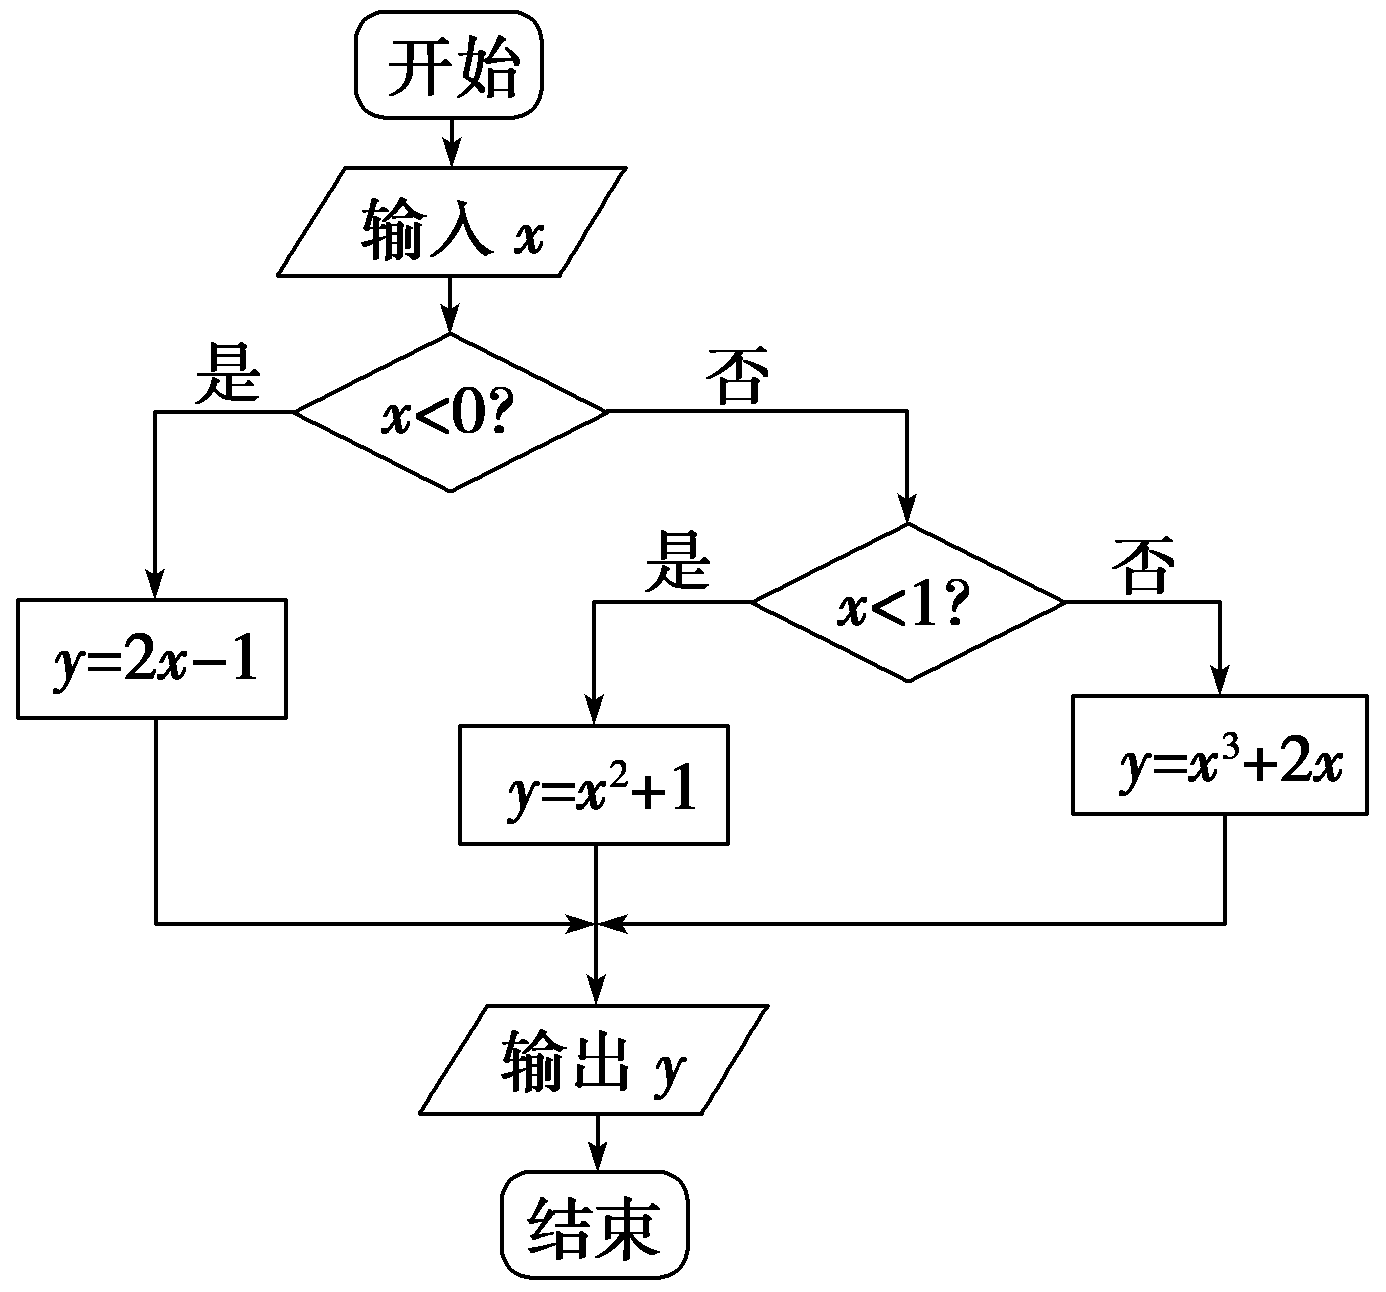 开始
输入 x
x<0?
是
否
x<1?
是
否
y=2x-1
y=x²+1
y=x³+2x
输出 y
结束